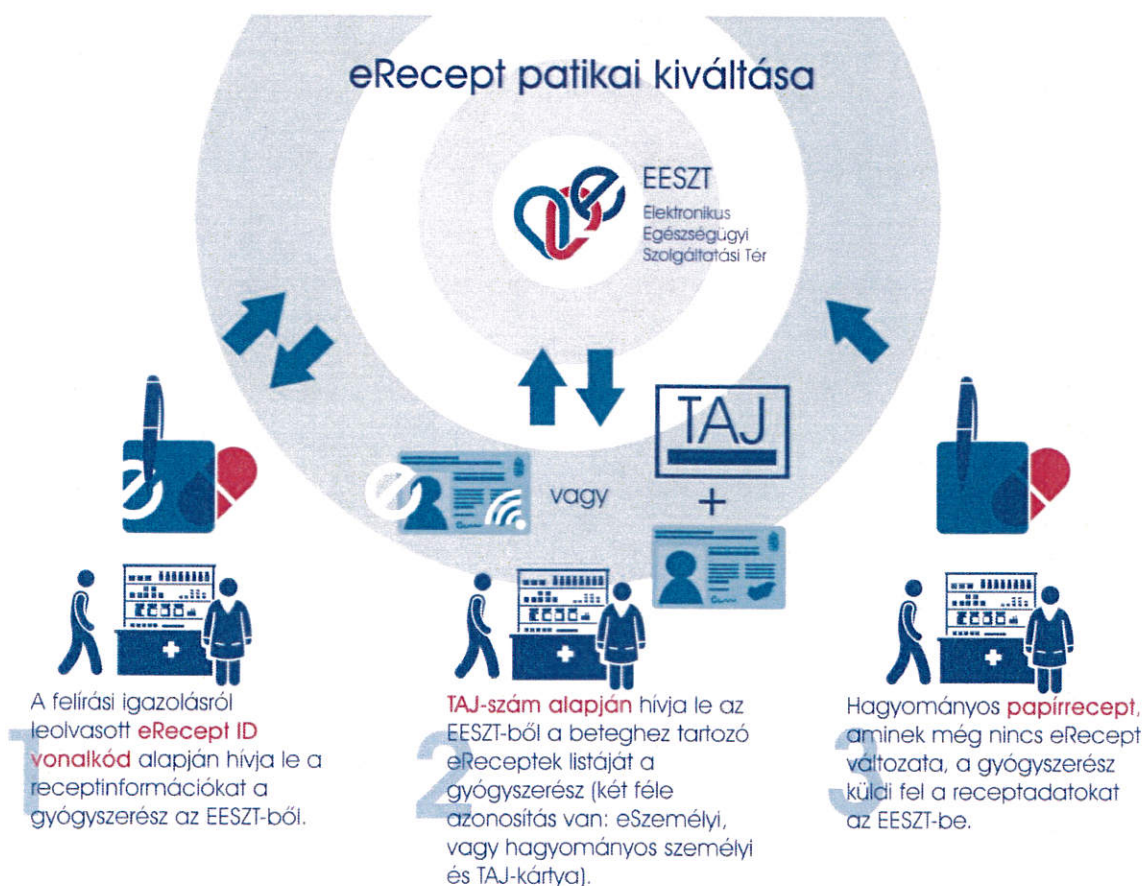 eRecept patikai kiváltása
EESZT
Elektronikus
Egészségügyi
Szolgáltatási Tér
TAJ
vagy
+
1
A felírási igazolásról
leolvasott eRecept ID
vonalkód alapján hívja le a
receptinformációkat a
gyógyszerész az EESZT-ből.
2
TAJ-szám alapján hívja le az
EESZT-ből a beteghez tartozó
eReceptek listáját a
gyógyszerész (két féle
azonosítás van: eSzemélyi,
vagy hagyományos személyi
és TAJ-kártya).
3
Hagyományos papírrecept,
aminek még nincs eRecept
változata, a gyógyszerész
küldi fel a receptadatokat
az EESZT-be.